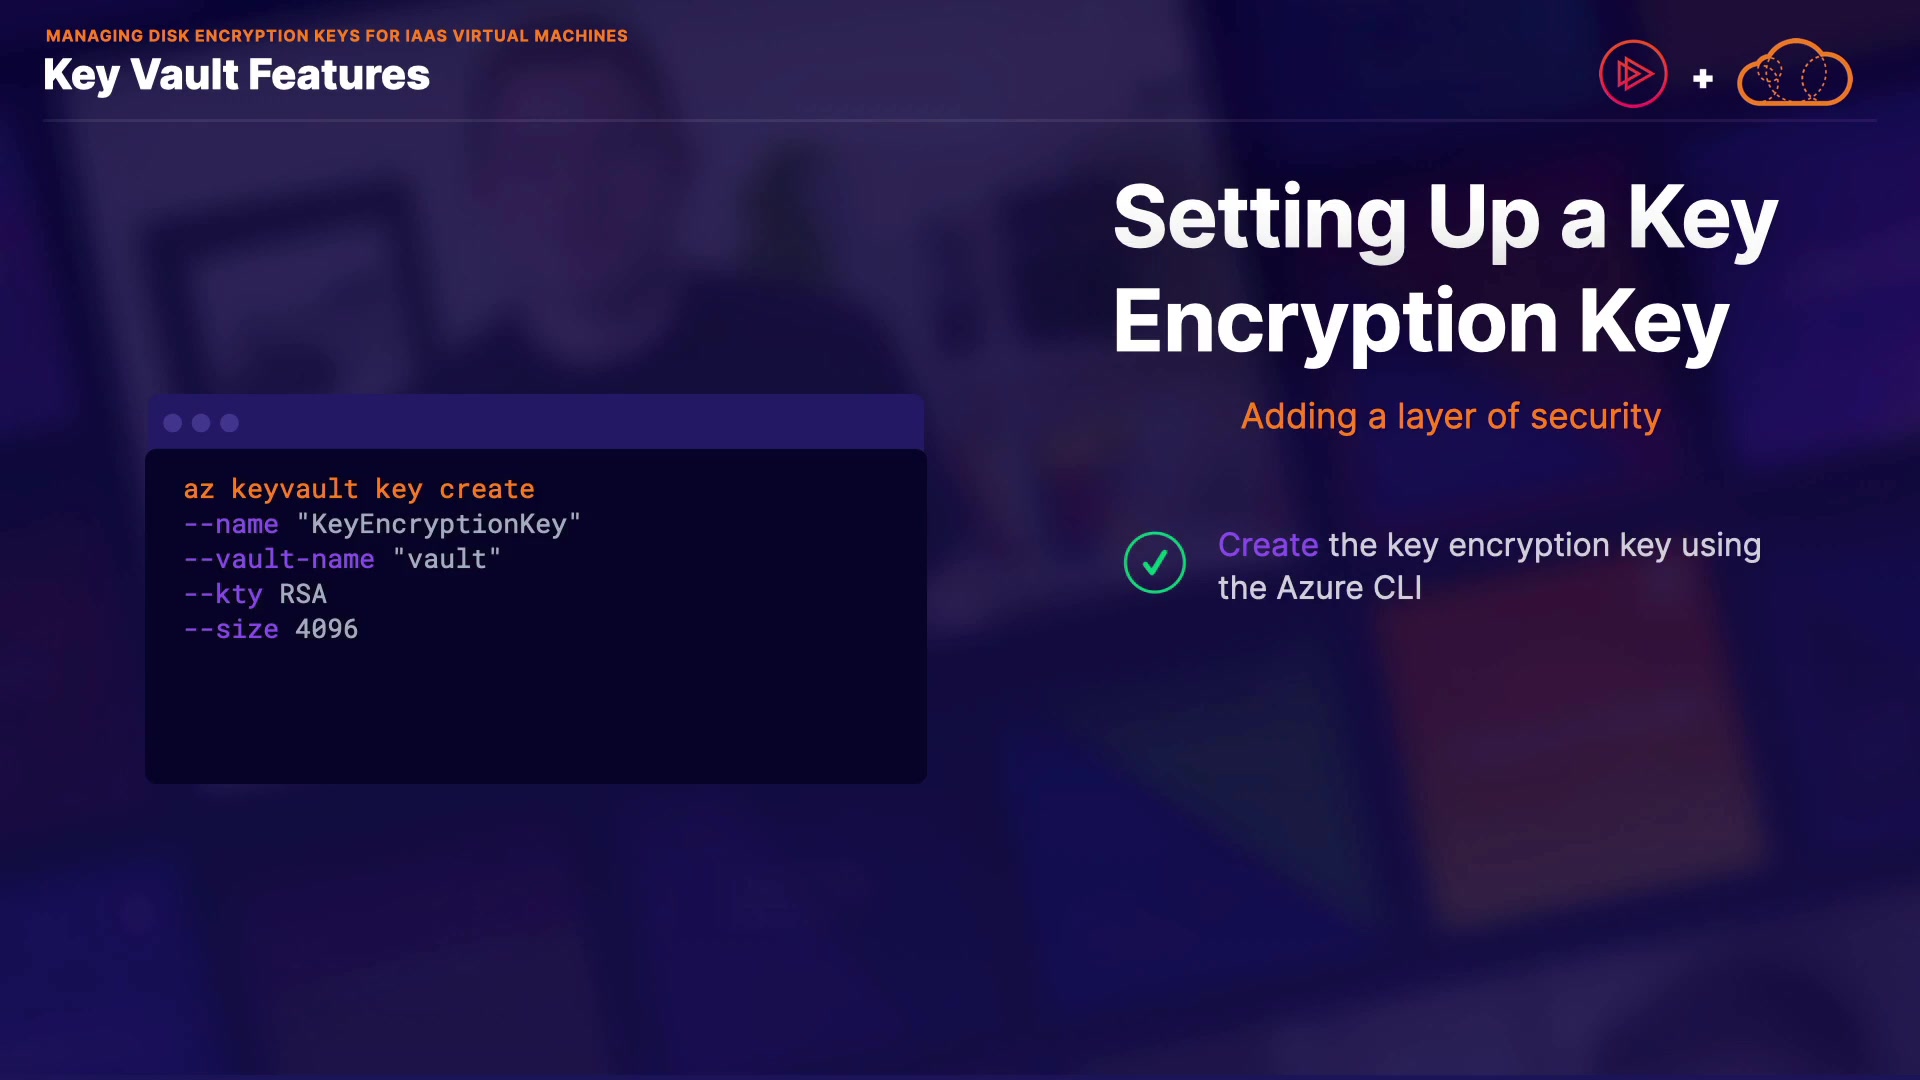 MANAGING DISK ENCRYPTION KEYS FOR IAAS VIRTUAL MACHINES
Key Vault Features
+
Setting Up a Key
Encryption Key
Adding a layer of security
az keyvault key create
--name "KeyEncryptionKey"
--vault-name "vault"
--kty RSA
--size 4096
Create the key encryption key using
the Azure CLI